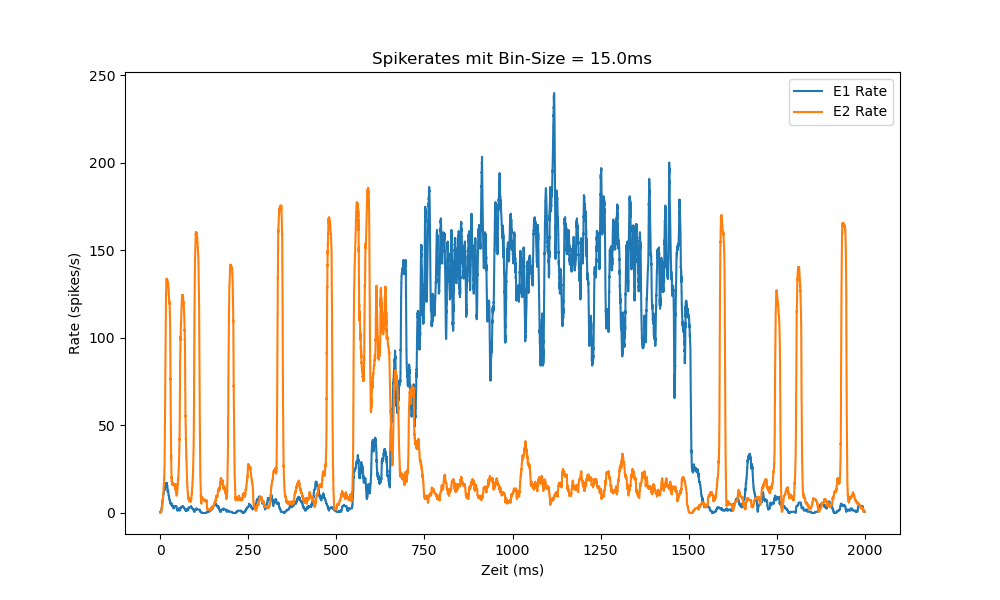 Spikerates mit Bin-Size = 15.0ms
E1 Rate
E2 Rate
Rate (spikes/s)
250
200
150
100
50
0
0 250 500 750 1000 1250 1500 1750 2000
Zeit (ms)